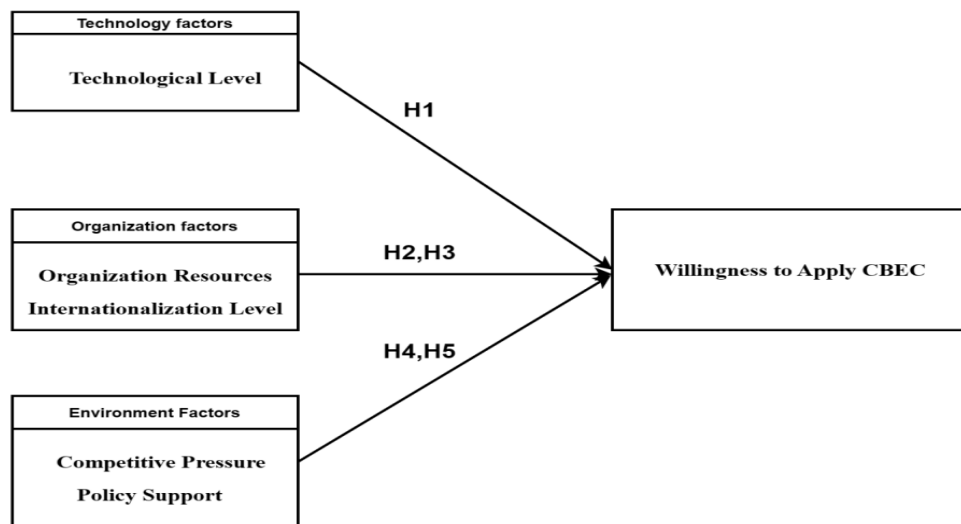 Technology factors
Technological Level
H1
Organization factors
Organization Resources
Internationalization Level
H2,H3
Willingness to Apply CBEC
H4,H5
Environment Factors
Competitive Pressure
Policy Support